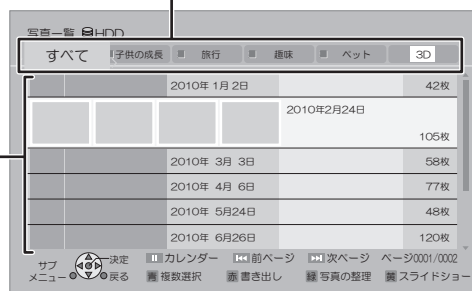 写真一覧 HDD
すべて 子供の成長 旅行 趣味 ペット 3D
2010年 1月 2日 42枚
2010年2月24日
105枚
2010年 3月 3日 58枚
2010年 4月 6日 77枚
2010年 5月24日 48枚
2010年 6月26日 120枚
サブメニュー 決定 カレンダー 前ページ 次ページ ページ0001/0002
戻る 青 複数選択 赤 書き出し 緑 写真の整理 黄 スライドショー